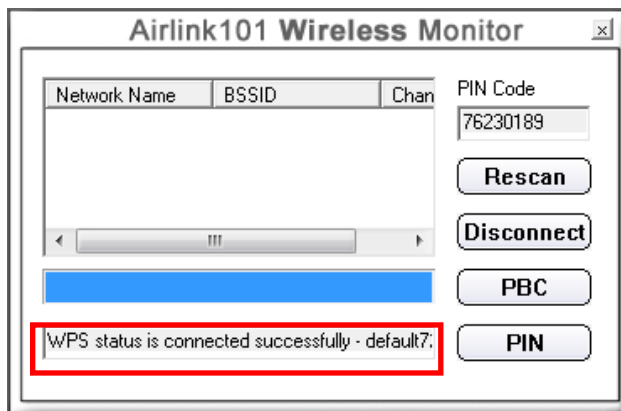 Airlink101 Wireless Monitor
Network Name BSSID Chan
PIN Code
76230189
Rescan
Disconnect
PBC
WPS status is connected successfully - default7
PIN